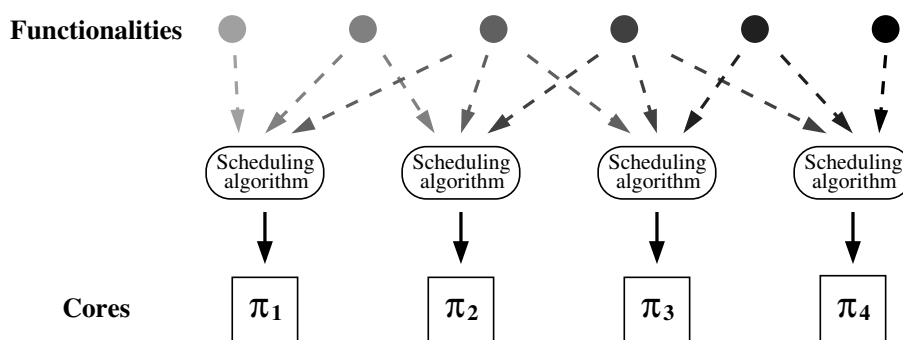 Functionalities
Scheduling algorithm
Scheduling algorithm
Scheduling algorithm
Scheduling algorithm
Cores
π1
π2
π3
π4